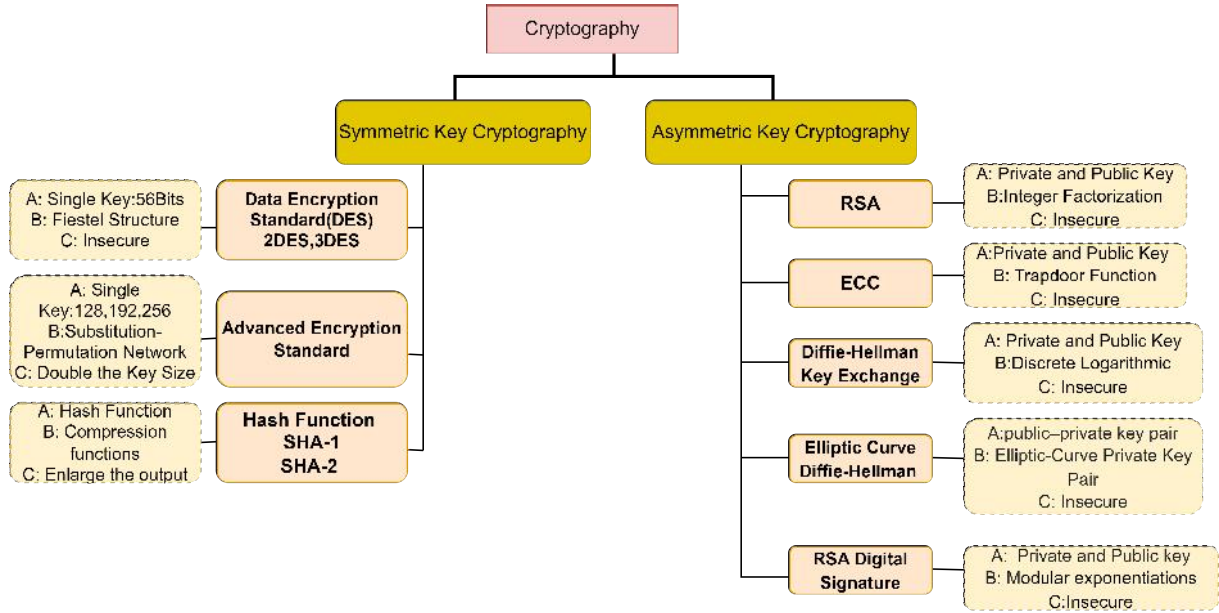 Cryptography
Symmetric Key Cryptography
Data Encryption
Standard(DES)
2DES,3DES
A: Single Key:56Bits
B: Fiestel Structure
C: Insecure
Advanced Encryption
Standard
A: Single
Key:128,192,256
B:Substitution-
Permutation Network
C: Double the Key Size
Hash Function
SHA-1
SHA-2
A: Hash Function
B: Compression
functions
C: Enlarge the output
Asymmetric Key Cryptography
RSA
A: Private and Public Key
B:Integer Factorization
C: Insecure
ECC
A:Private and Public Key
B: Trapdoor Function
C: Insecure
Diffie-Hellman
Key Exchange
A: Private and Public Key
B:Discrete Logarithmic
C: Insecure
Elliptic Curve
Diffie-Hellman
A:public–private key pair
B: Elliptic-Curve Private Key
Pair
C: Insecure
RSA Digital
Signature
A: Private and Public key
B: Modular exponentiations
C:Insecure